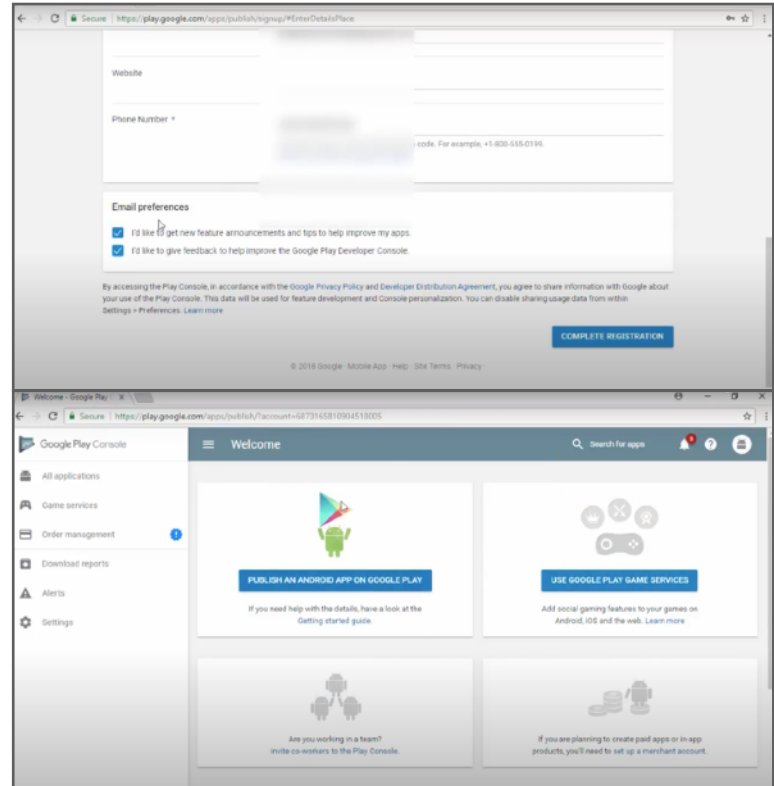 Secure https://play.google.com/apps/publish/signup/#EnterDetailsPlace
Website
Phone Number *
code. For example, +1-800-555-0199.
Email preferences
I'd like to get new feature announcements and tips to help improve my apps.
I'd like to give feedback to help improve the Google Play Developer Console.
By accessing the Play Console, in accordance with the Google Privacy Policy and Developer Distribution Agreement, you agree to share information with Google about
your use of the Play Console. This data will be used for feature development and Console personalization. You can disable sharing usage data from within
Settings > Preferences. Learn more
COMPLETE REGISTRATION
© 2018 Google · Mobile App · Help · Site Terms · Privacy ·
Welcome - Google Play C X
Secure https://play.google.com/apps/publish/?account=6873165810904518005
Google Play Console
Welcome
Search for apps
All applications
Game services
Order management
Download reports
Alerts
Settings
PUBLISH AN ANDROID APP ON GOOGLE PLAY
If you need help with the details, have a look at the
Getting started guide.
USE GOOGLE PLAY GAME SERVICES
Add social gaming features to your games on
Android, iOS and the web. Learn more
Are you working in a team?
invite co-workers to the Play Console.
If you are planning to create paid apps or in-app
products, you'll need to set up a merchant account.